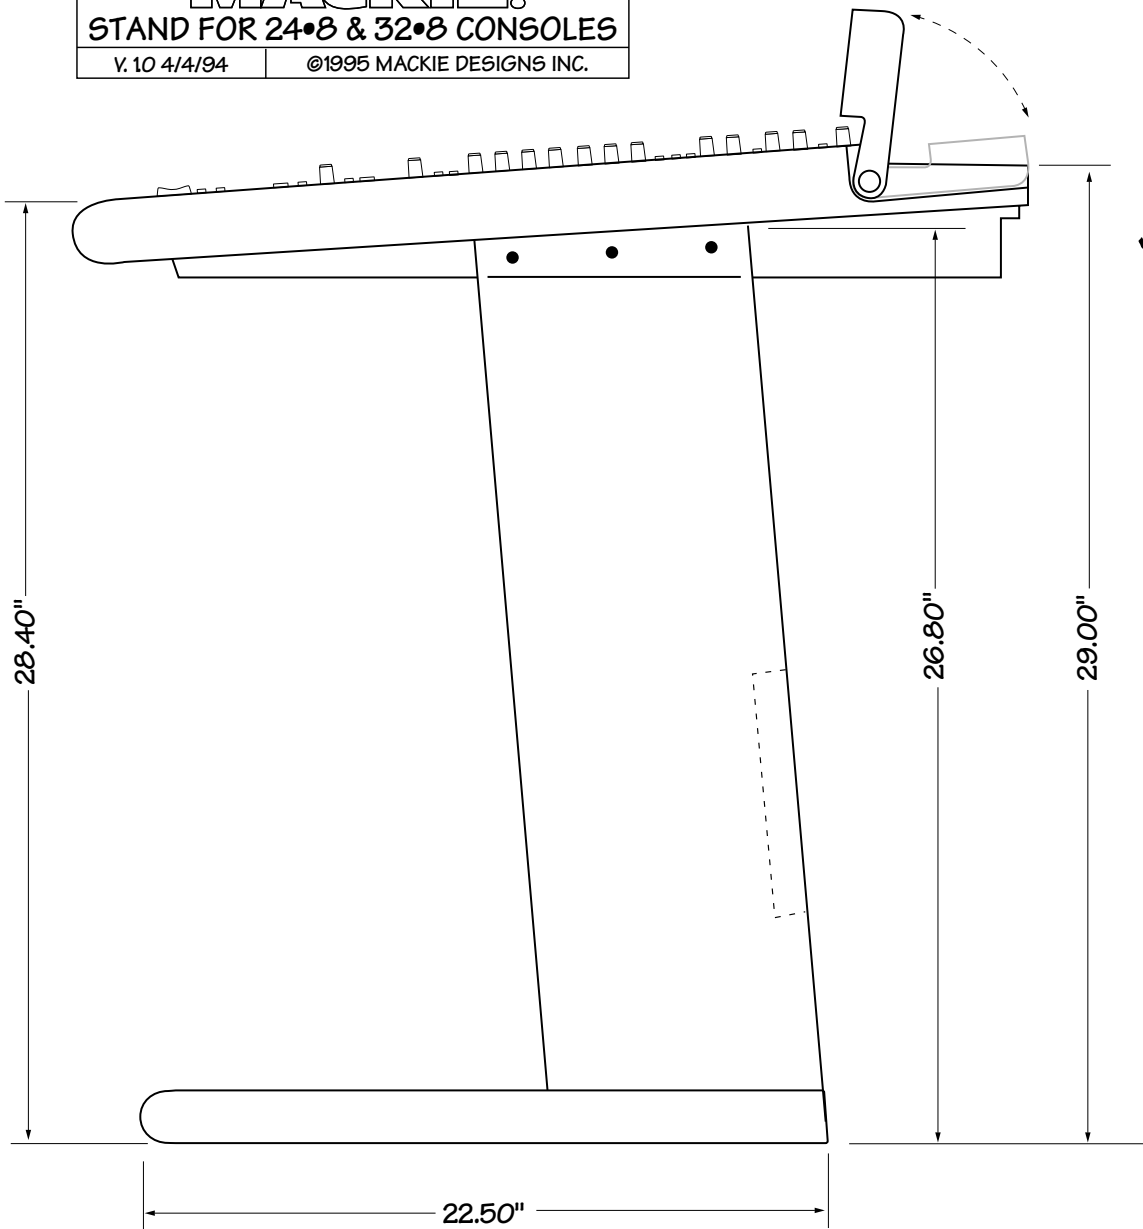 MACKIE.
STAND FOR 24•8 & 32•8 CONSOLES
V. 1.0 4/4/94
©1995 MACKIE DESIGNS INC.
28.40"
26.80"
29.00"
22.50"